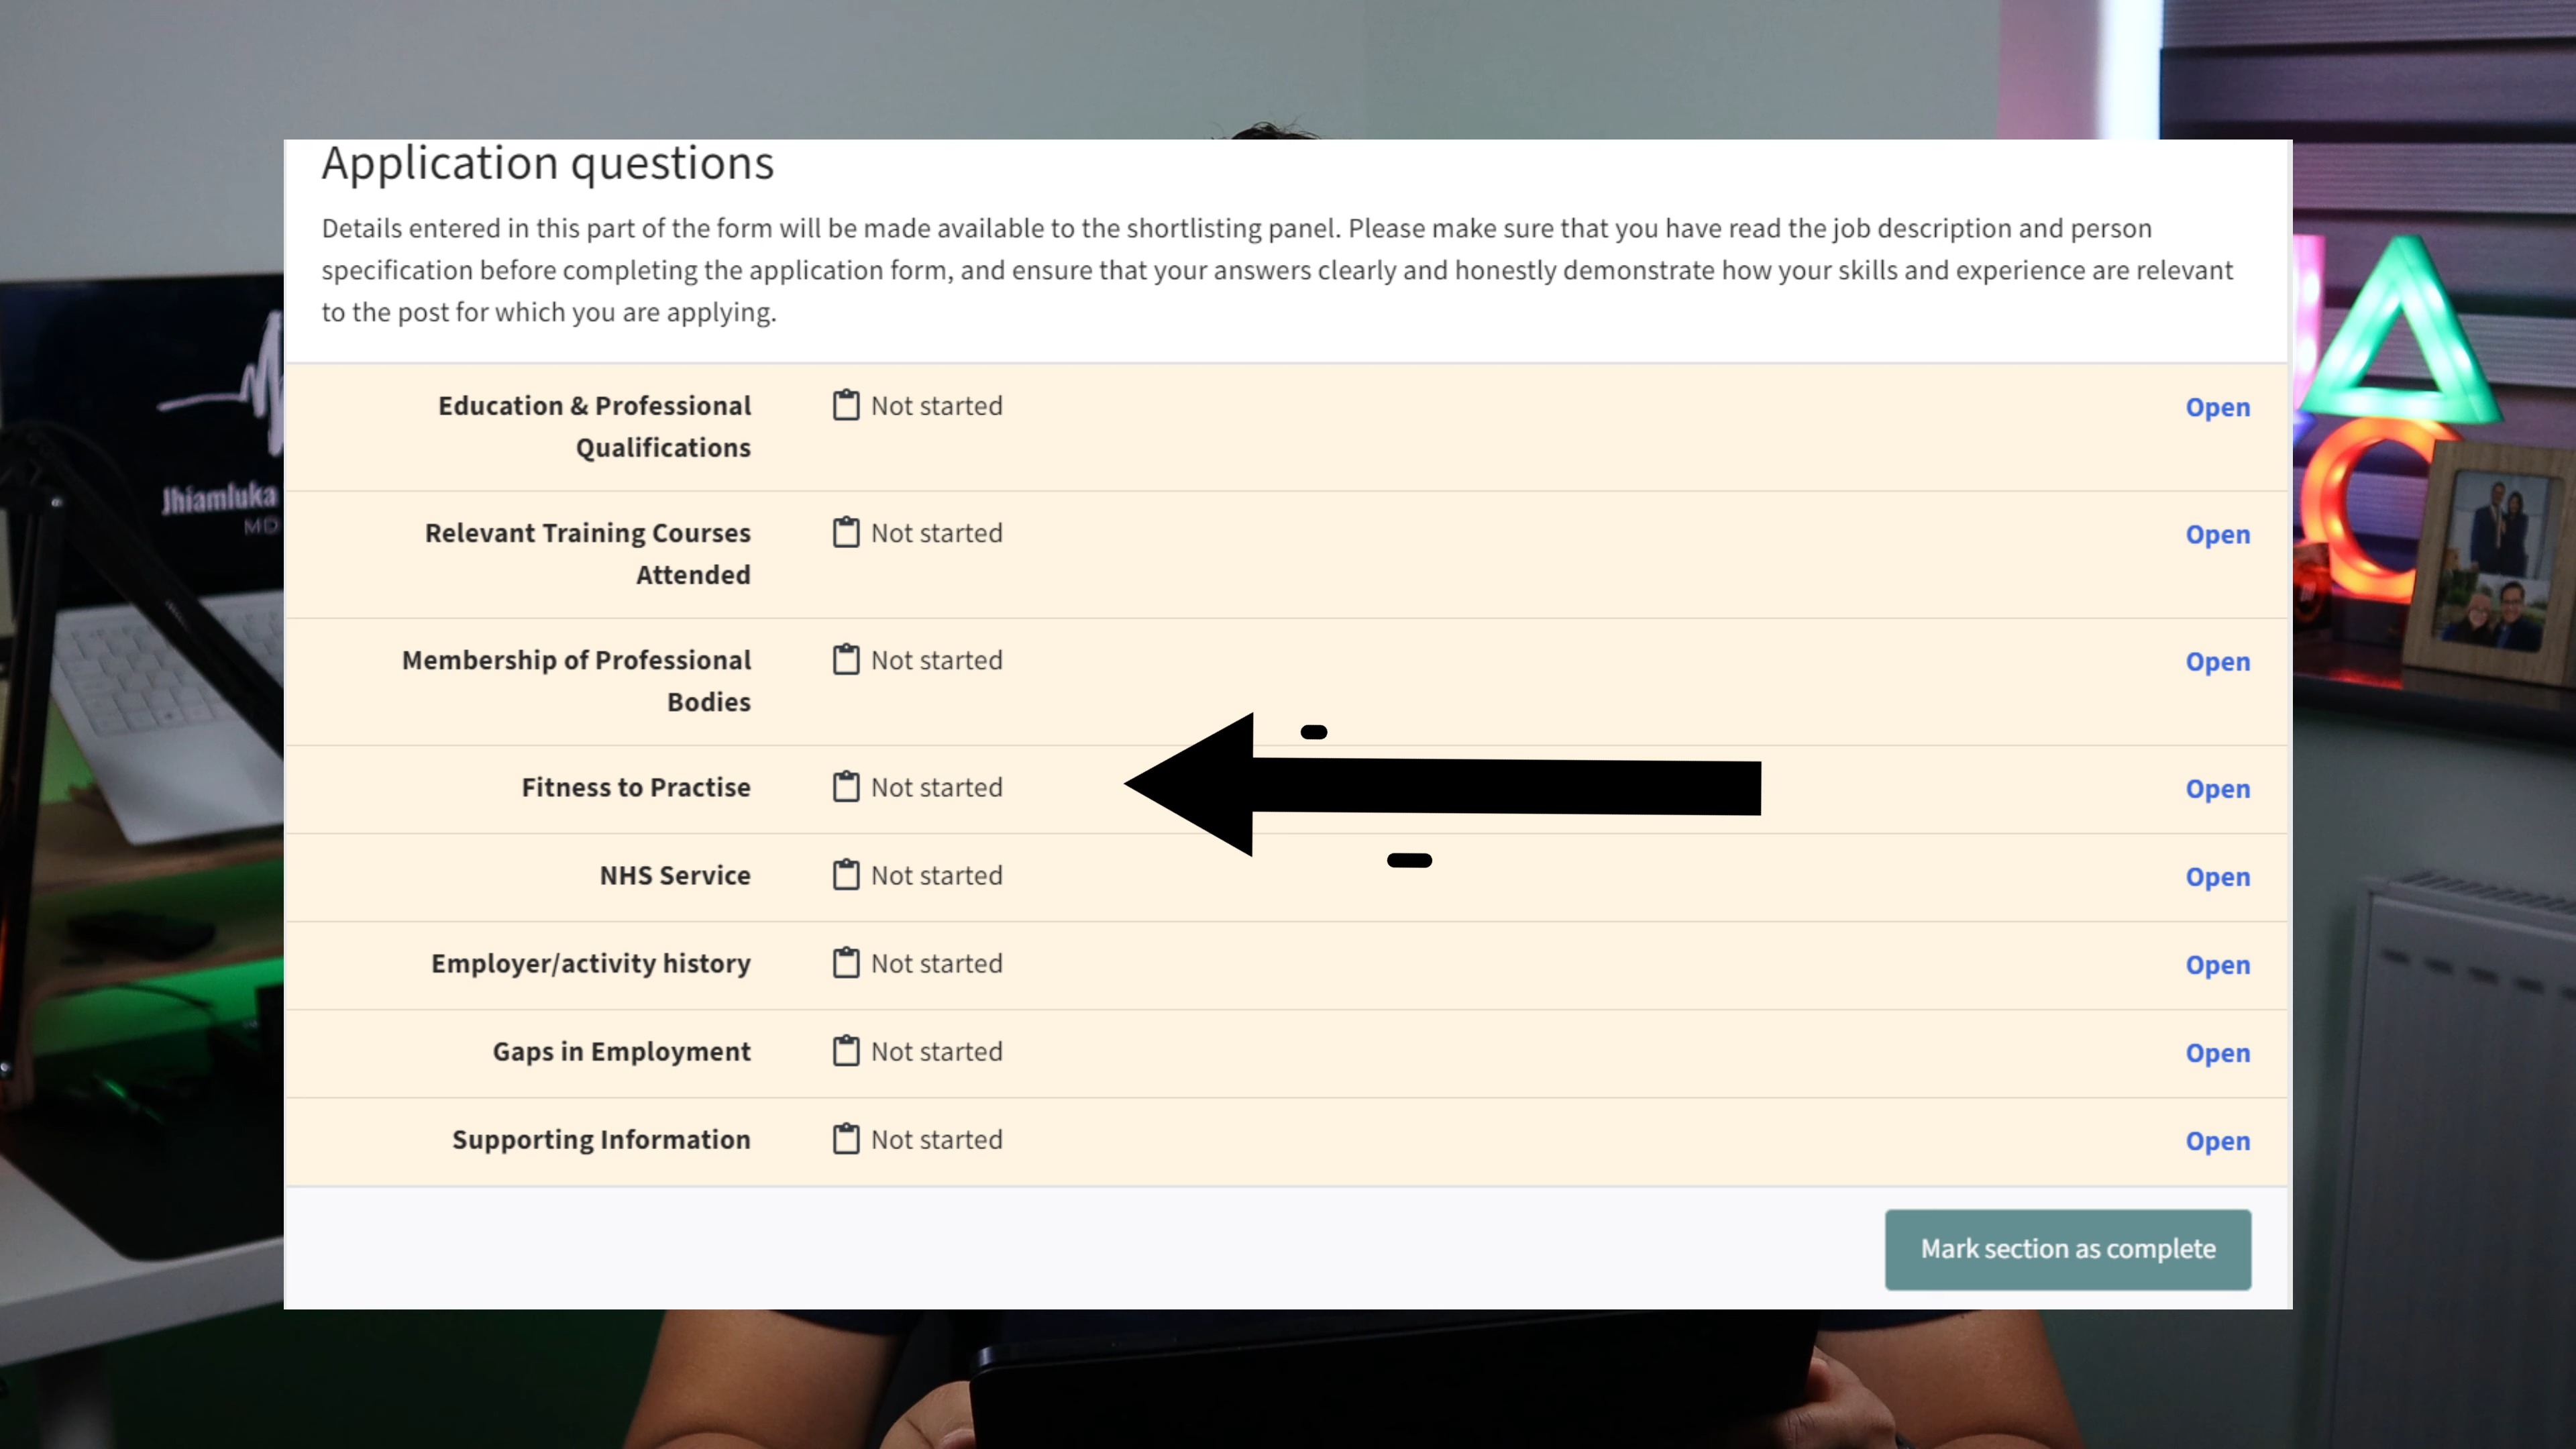 Application questions
Details entered in this part of the form will be made available to the shortlisting panel. Please make sure that you have read the job description and person
specification before completing the application form, and ensure that your answers clearly and honestly demonstrate how your skills and experience are relevant
to the post for which you are applying.
Education & Professional
Qualifications
Not started
Open
Relevant Training Courses
Attended
Not started
Open
Membership of Professional
Bodies
Not started
Open
Fitness to Practise
Not started
Open
NHS Service
Not started
Open
Employer/activity history
Not started
Open
Gaps in Employment
Not started
Open
Supporting Information
Not started
Open
Mark section as complete
Jhiamluka
MD